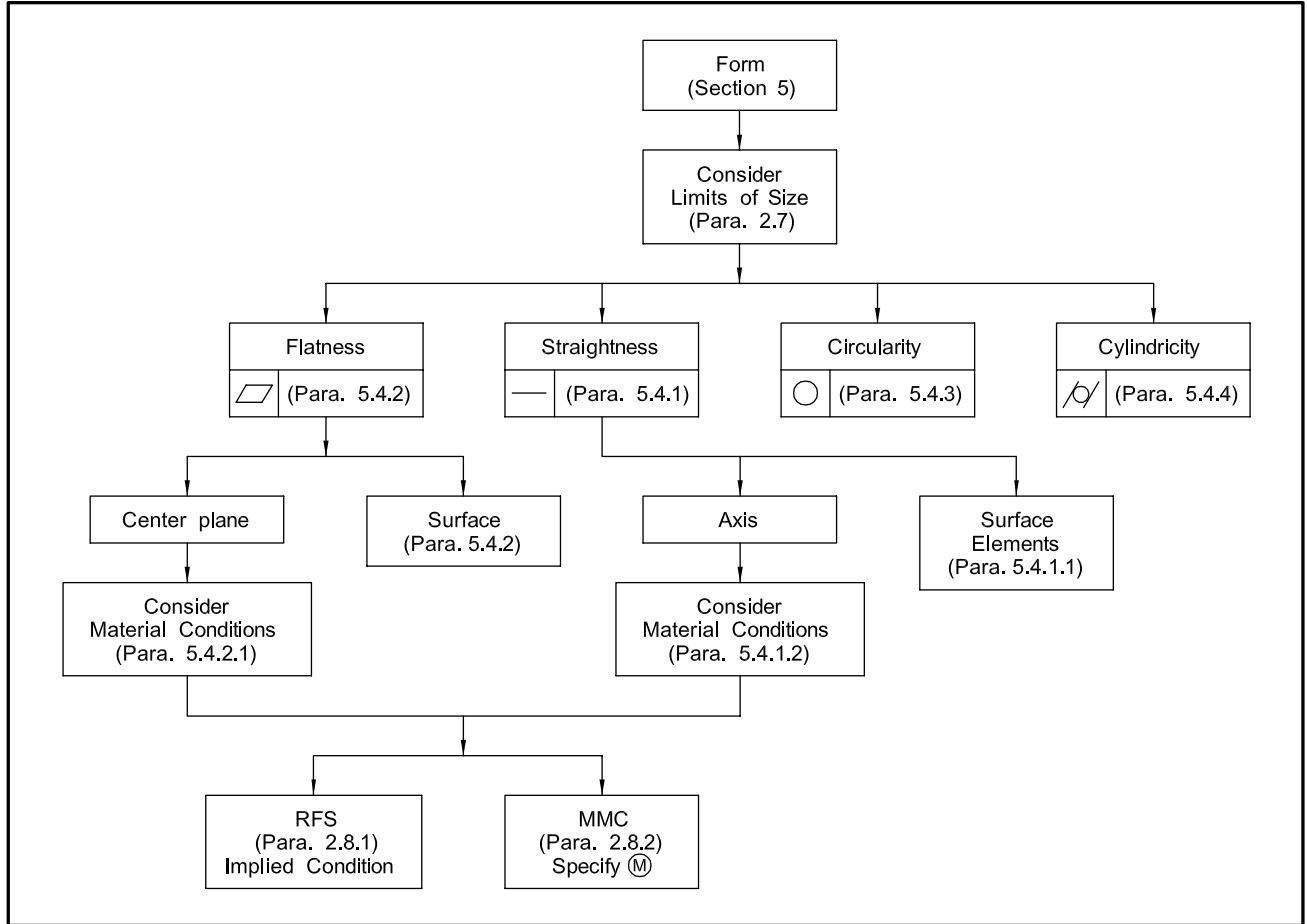 Form
(Section 5)
Consider
Limits of Size
(Para. 2.7)
Flatness
(Para. 5.4.2)
Straightness
(Para. 5.4.1)
Circularity
(Para. 5.4.3)
Cylindricity
(Para. 5.4.4)
Center plane
Surface
(Para. 5.4.2)
Axis
Surface
Elements
(Para. 5.4.1.1)
Consider
Material Conditions
(Para. 5.4.2.1)
Consider
Material Conditions
(Para. 5.4.1.2)
RFS
(Para. 2.8.1)
Implied Condition
MMC
(Para. 2.8.2)
Specify Ⓜ